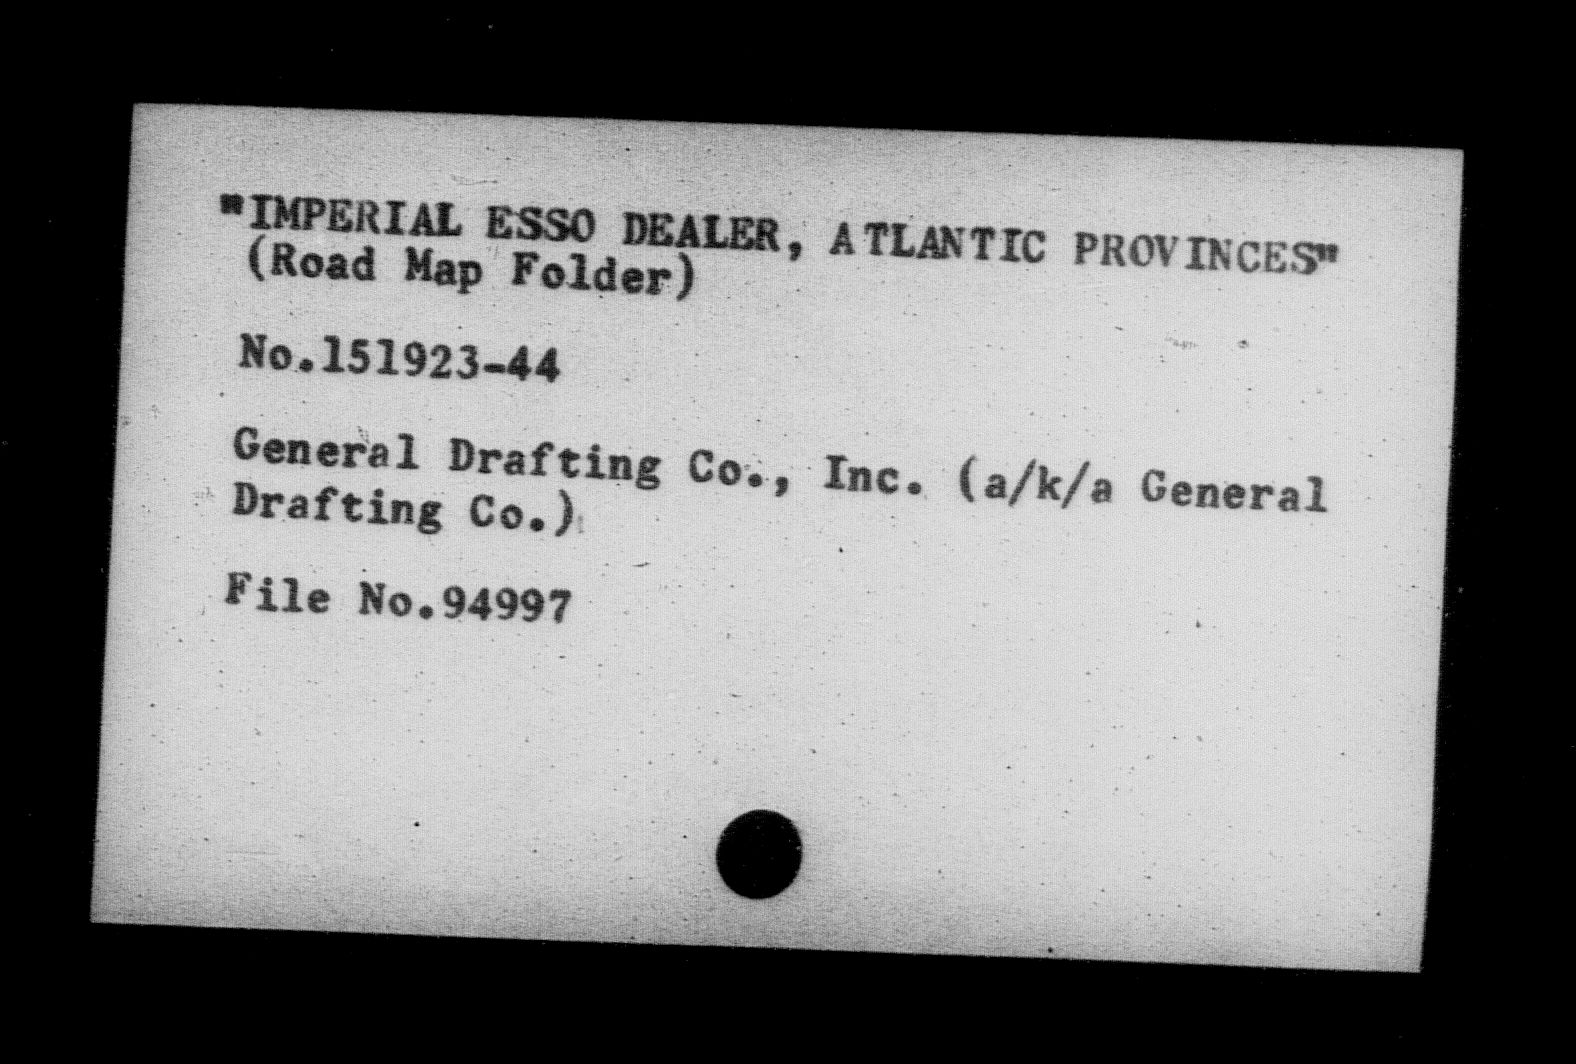 "IMPERIAL ESSO DEALER, ATLANTIC PROVINCES"
(Road Map Folder)
No.151923-44
General Drafting Co., Inc. (a/k/a General
Drafting Co.)
File No.94997